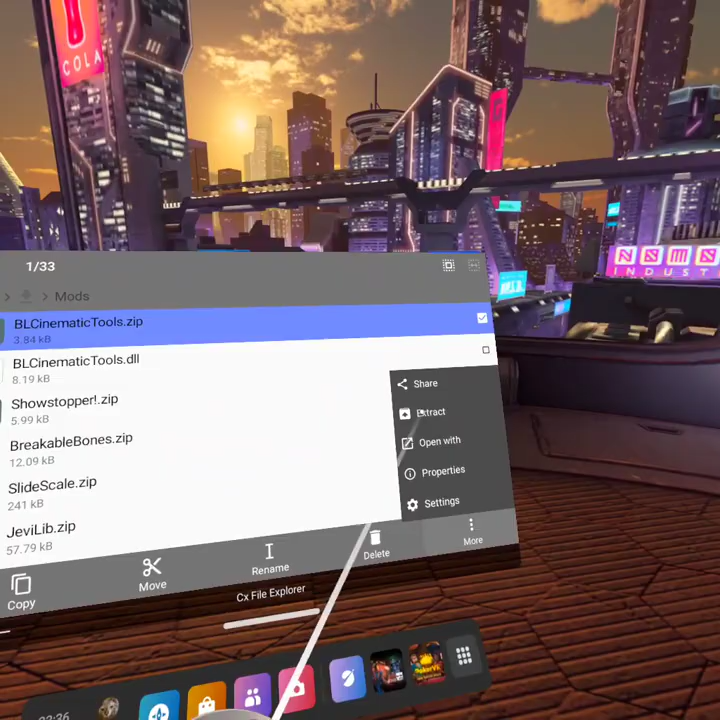 COLA
G
NOMO
INDUST
1/33
Mods
BLCinematicTools.zip
3.84 kB
BLCinematicTools.dll
8.19 kB
Showstopper!.zip
5.99 kB
BreakableBones.zip
12.09 kB
SlideScale.zip
241 kB
JeviLib.zip
57.79 kB
Share
Extract
Open with
Properties
Settings
Copy
Move
Rename
Delete
More
Cx File Explorer